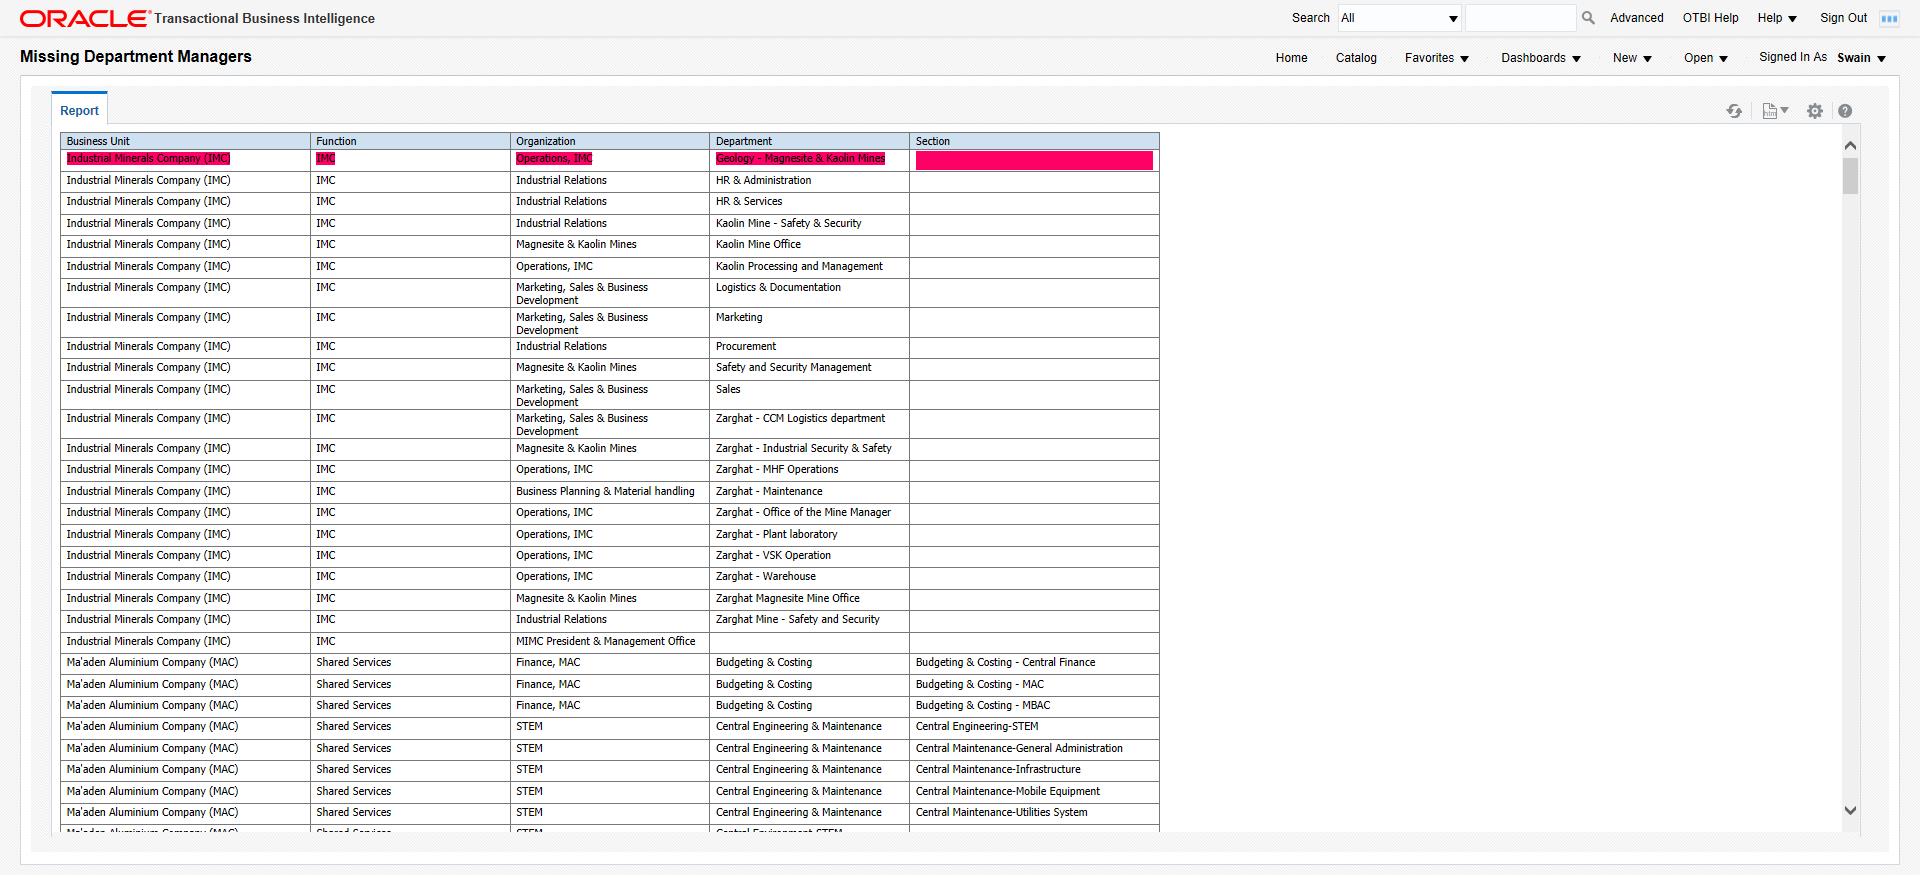 ORACLE Transactional Business Intelligence Search All Advanced OTBI Help Help Sign Out
Missing Department Managers Home Catalog Favorites Dashboards New Open Signed In As Swain
Report
Business Unit Function Organization Department Section
Industrial Minerals Company (IMC) IMC Operations, IMC Geology - Magnesite & Kaolin Mines
Industrial Minerals Company (IMC) IMC Industrial Relations HR & Administration
Industrial Minerals Company (IMC) IMC Industrial Relations HR & Services
Industrial Minerals Company (IMC) IMC Industrial Relations Kaolin Mine - Safety & Security
Industrial Minerals Company (IMC) IMC Magnesite & Kaolin Mines Kaolin Mine Office
Industrial Minerals Company (IMC) IMC Operations, IMC Kaolin Processing and Management
Industrial Minerals Company (IMC) IMC Marketing, Sales & Business Logistics & Documentation
Development
Industrial Minerals Company (IMC) IMC Marketing, Sales & Business Marketing
Development
Industrial Minerals Company (IMC) IMC Industrial Relations Procurement
Industrial Minerals Company (IMC) IMC Magnesite & Kaolin Mines Safety and Security Management
Industrial Minerals Company (IMC) IMC Marketing, Sales & Business Sales
Development
Industrial Minerals Company (IMC) IMC Marketing, Sales & Business Zarghat - CCM Logistics department
Development
Industrial Minerals Company (IMC) IMC Magnesite & Kaolin Mines Zarghat - Industrial Security & Safety
Industrial Minerals Company (IMC) IMC Operations, IMC Zarghat - MHF Operations
Industrial Minerals Company (IMC) IMC Business Planning & Material handling Zarghat - Maintenance
Industrial Minerals Company (IMC) IMC Operations, IMC Zarghat - Office of the Mine Manager
Industrial Minerals Company (IMC) IMC Operations, IMC Zarghat - Plant laboratory
Industrial Minerals Company (IMC) IMC Operations, IMC Zarghat - VSK Operation
Industrial Minerals Company (IMC) IMC Operations, IMC Zarghat - Warehouse
Industrial Minerals Company (IMC) IMC Magnesite & Kaolin Mines Zarghat Magnesite Mine Office
Industrial Minerals Company (IMC) IMC Industrial Relations Zarghat Mine - Safety and Security
Industrial Minerals Company (IMC) IMC MIMC President & Management Office
Ma'aden Aluminium Company (MAC) Shared Services Finance, MAC Budgeting & Costing Budgeting & Costing - Central Finance
Ma'aden Aluminium Company (MAC) Shared Services Finance, MAC Budgeting & Costing Budgeting & Costing - MAC
Ma'aden Aluminium Company (MAC) Shared Services Finance, MAC Budgeting & Costing Budgeting & Costing - MBAC
Ma'aden Aluminium Company (MAC) Shared Services STEM Central Engineering & Maintenance Central Engineering-STEM
Ma'aden Aluminium Company (MAC) Shared Services STEM Central Engineering & Maintenance Central Maintenance-General Administration
Ma'aden Aluminium Company (MAC) Shared Services STEM Central Engineering & Maintenance Central Maintenance-Infrastructure
Ma'aden Aluminium Company (MAC) Shared Services STEM Central Engineering & Maintenance Central Maintenance-Mobile Equipment
Ma'aden Aluminium Company (MAC) Shared Services STEM Central Engineering & Maintenance Central Maintenance-Utilities System